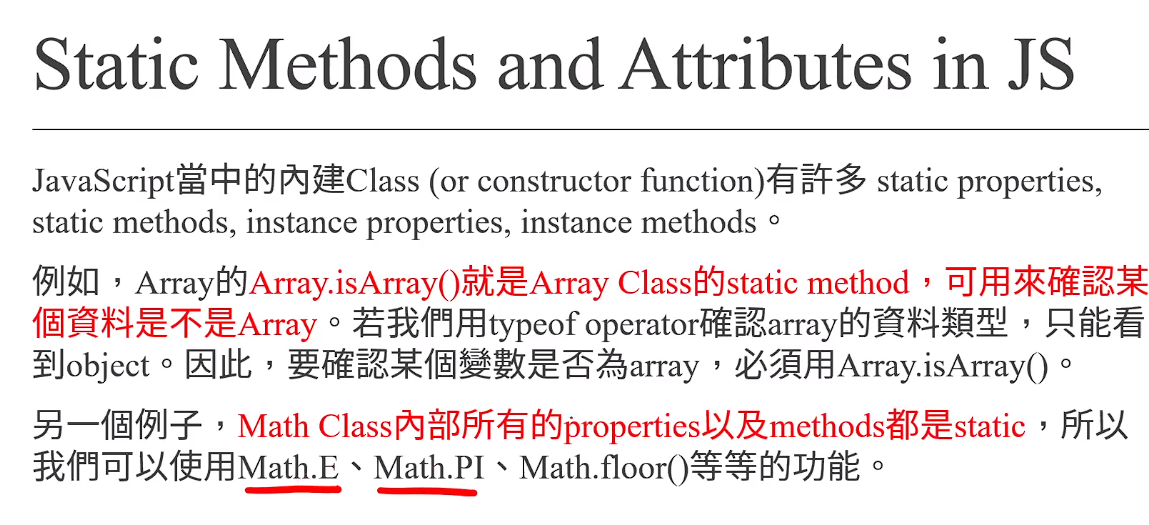 Static Methods and Attributes in JS
JavaScript當中的內建Class (or constructor function)有許多 static properties,
static methods, instance properties, instance methods。
例如，Array的Array.isArray()就是Array Class的static method，可用來確認某
個資料是不是Array。若我們用typeof operator確認array的資料類型，只能看
到object。因此，要確認某個變數是否為array，必須用Array.isArray()。
另一個例子，Math Class內部所有的properties以及methods都是static，所以
我們可以使用Math.E、Math.PI、Math.floor()等等的功能。